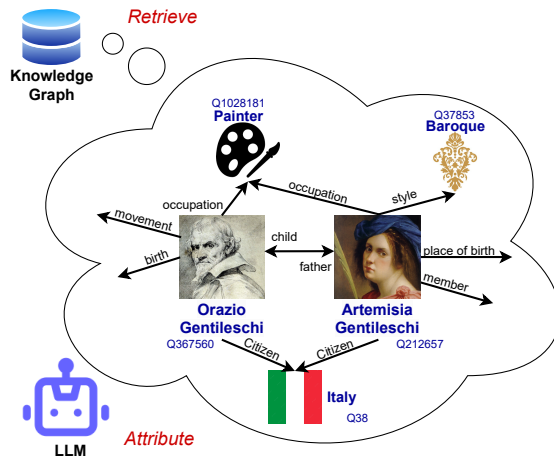 Retrieve
Knowledge
Graph
Q1028181
Painter
Q37853
Baroque
occupation
occupation
style
movement
birth
child
father
place of birth
member
Orazio
Gentileschi
Q367560
Artemisia
Gentileschi
Q212657
Citizen
Citizen
Italy
Q38
LLM
Attribute